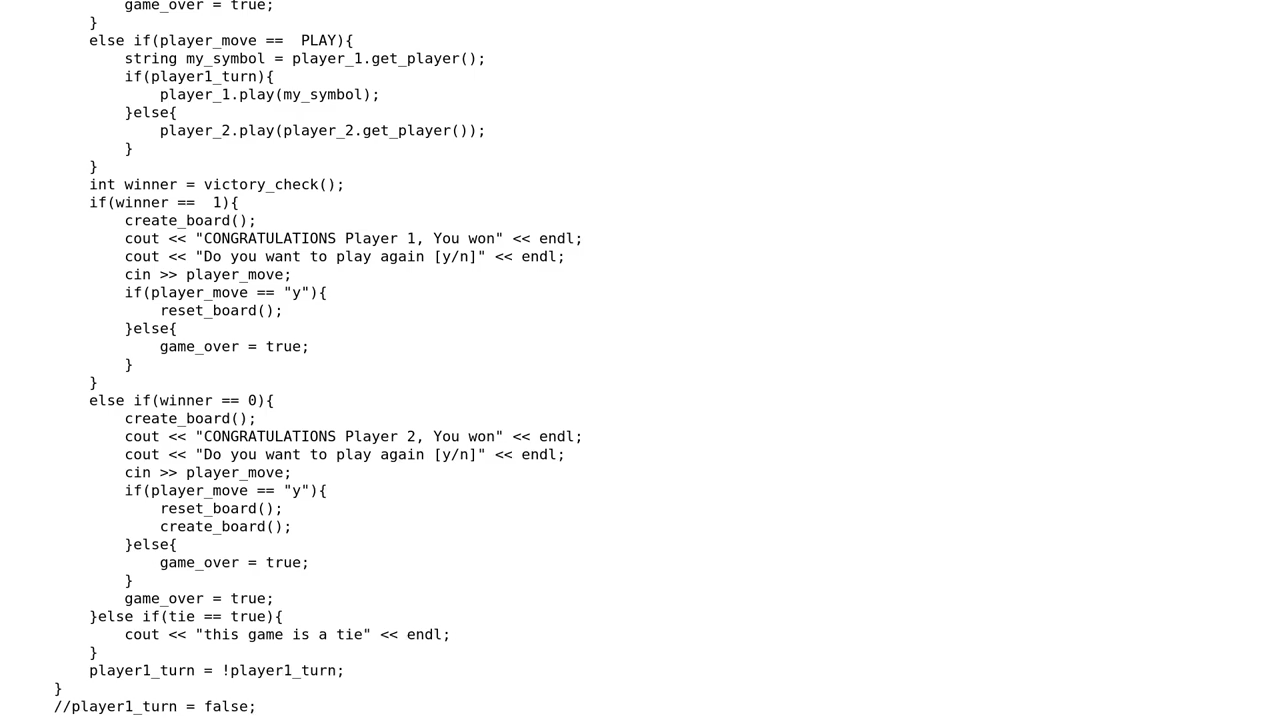 game_over = true;
}
else if(player_move ==  PLAY){
string my_symbol = player_1.get_player();
if(player1_turn){
player_1.play(my_symbol);
}else{
player_2.play(player_2.get_player());
}
}
int winner = victory_check();
if(winner ==  1){
create_board();
cout << "CONGRATULATIONS Player 1, You won" << endl;
cout << "Do you want to play again [y/n]" << endl;
cin >> player_move;
if(player_move == "y"){
reset_board();
}else{
game_over = true;
}
}
else if(winner == 0){
create_board();
cout << "CONGRATULATIONS Player 2, You won" << endl;
cout << "Do you want to play again [y/n]" << endl;
cin >> player_move;
if(player_move == "y"){
reset_board();
create_board();
}else{
game_over = true;
}
game_over = true;
}else if(tie == true){
cout << "this game is a tie" << endl;
}
player1_turn = !player1_turn;
}
//player1_turn = false;